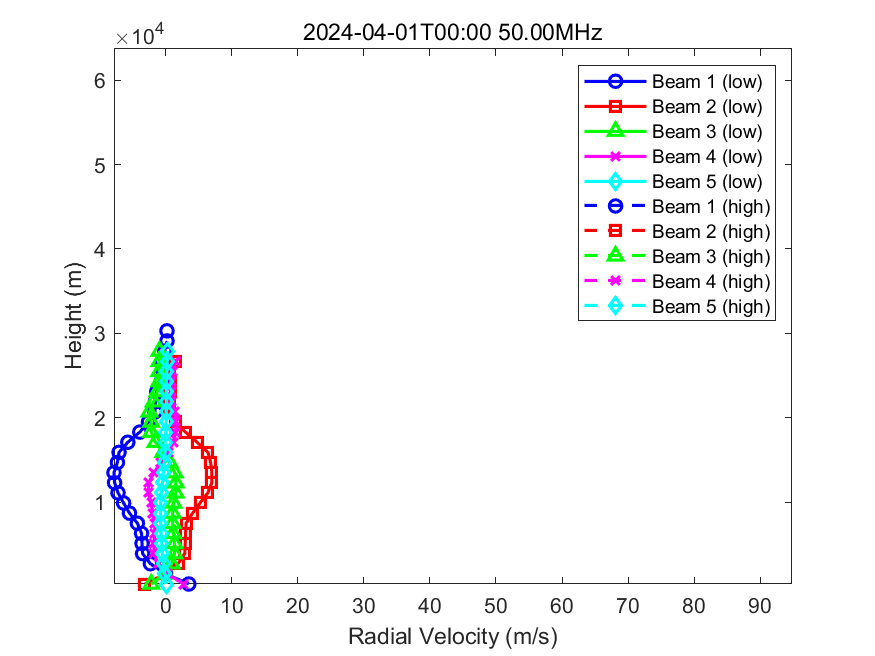 2024-04-01T00:00 50.00MHz
×10⁴
6
5
4
3
2
1
Height (m)
0 10 20 30 40 50 60 70 80 90
Radial Velocity (m/s)
Beam 1 (low)
Beam 2 (low)
Beam 3 (low)
Beam 4 (low)
Beam 5 (low)
Beam 1 (high)
Beam 2 (high)
Beam 3 (high)
Beam 4 (high)
Beam 5 (high)